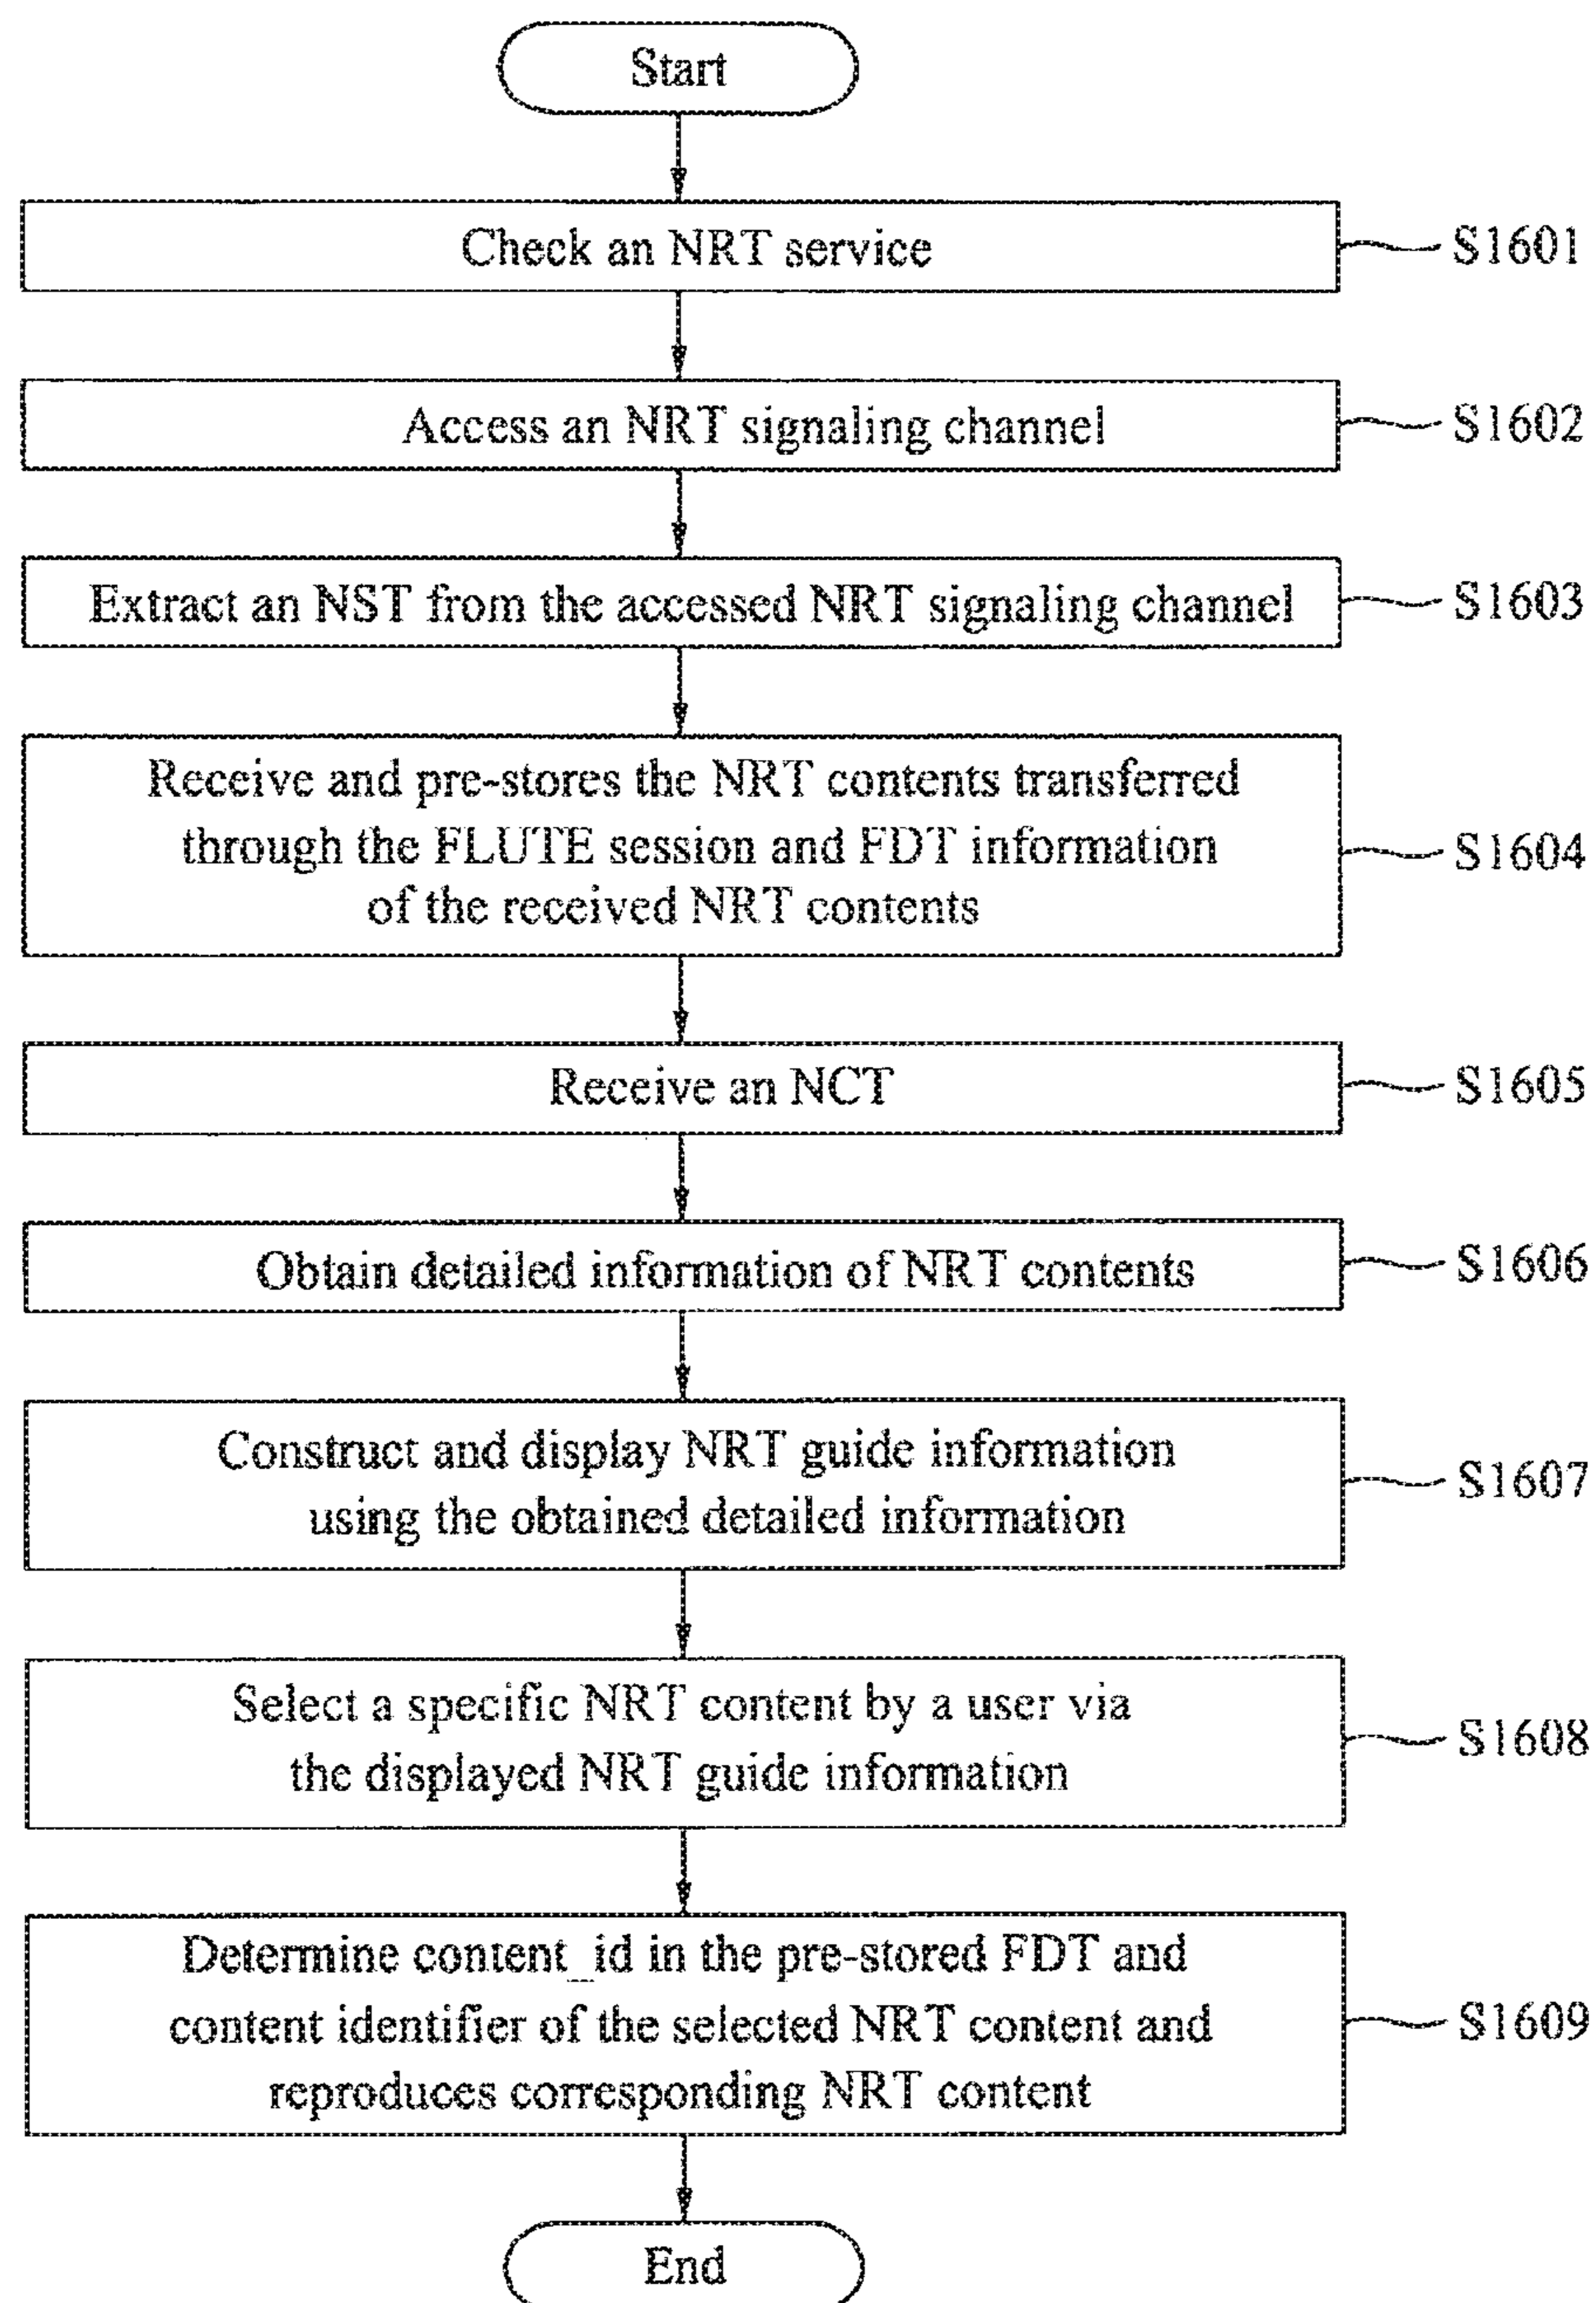 Start
Check an NRT service
S1601
Access an NRT signaling channel
S1602
Extract an NST from the accessed NRT signaling channel
S1603
Receive and pre-stores the NRT contents transferred
through the FLUTE session and FDT information
of the received NRT contents
S1604
Receive an NCT
S1605
Obtain detailed information of NRT contents
S1606
Construct and display NRT guide information
using the obtained detailed information
S1607
Select a specific NRT content by a user via
the displayed NRT guide information
S1608
Determine content_id in the pre-stored FDT and
content identifier of the selected NRT content and
reproduces corresponding NRT content
S1609
End